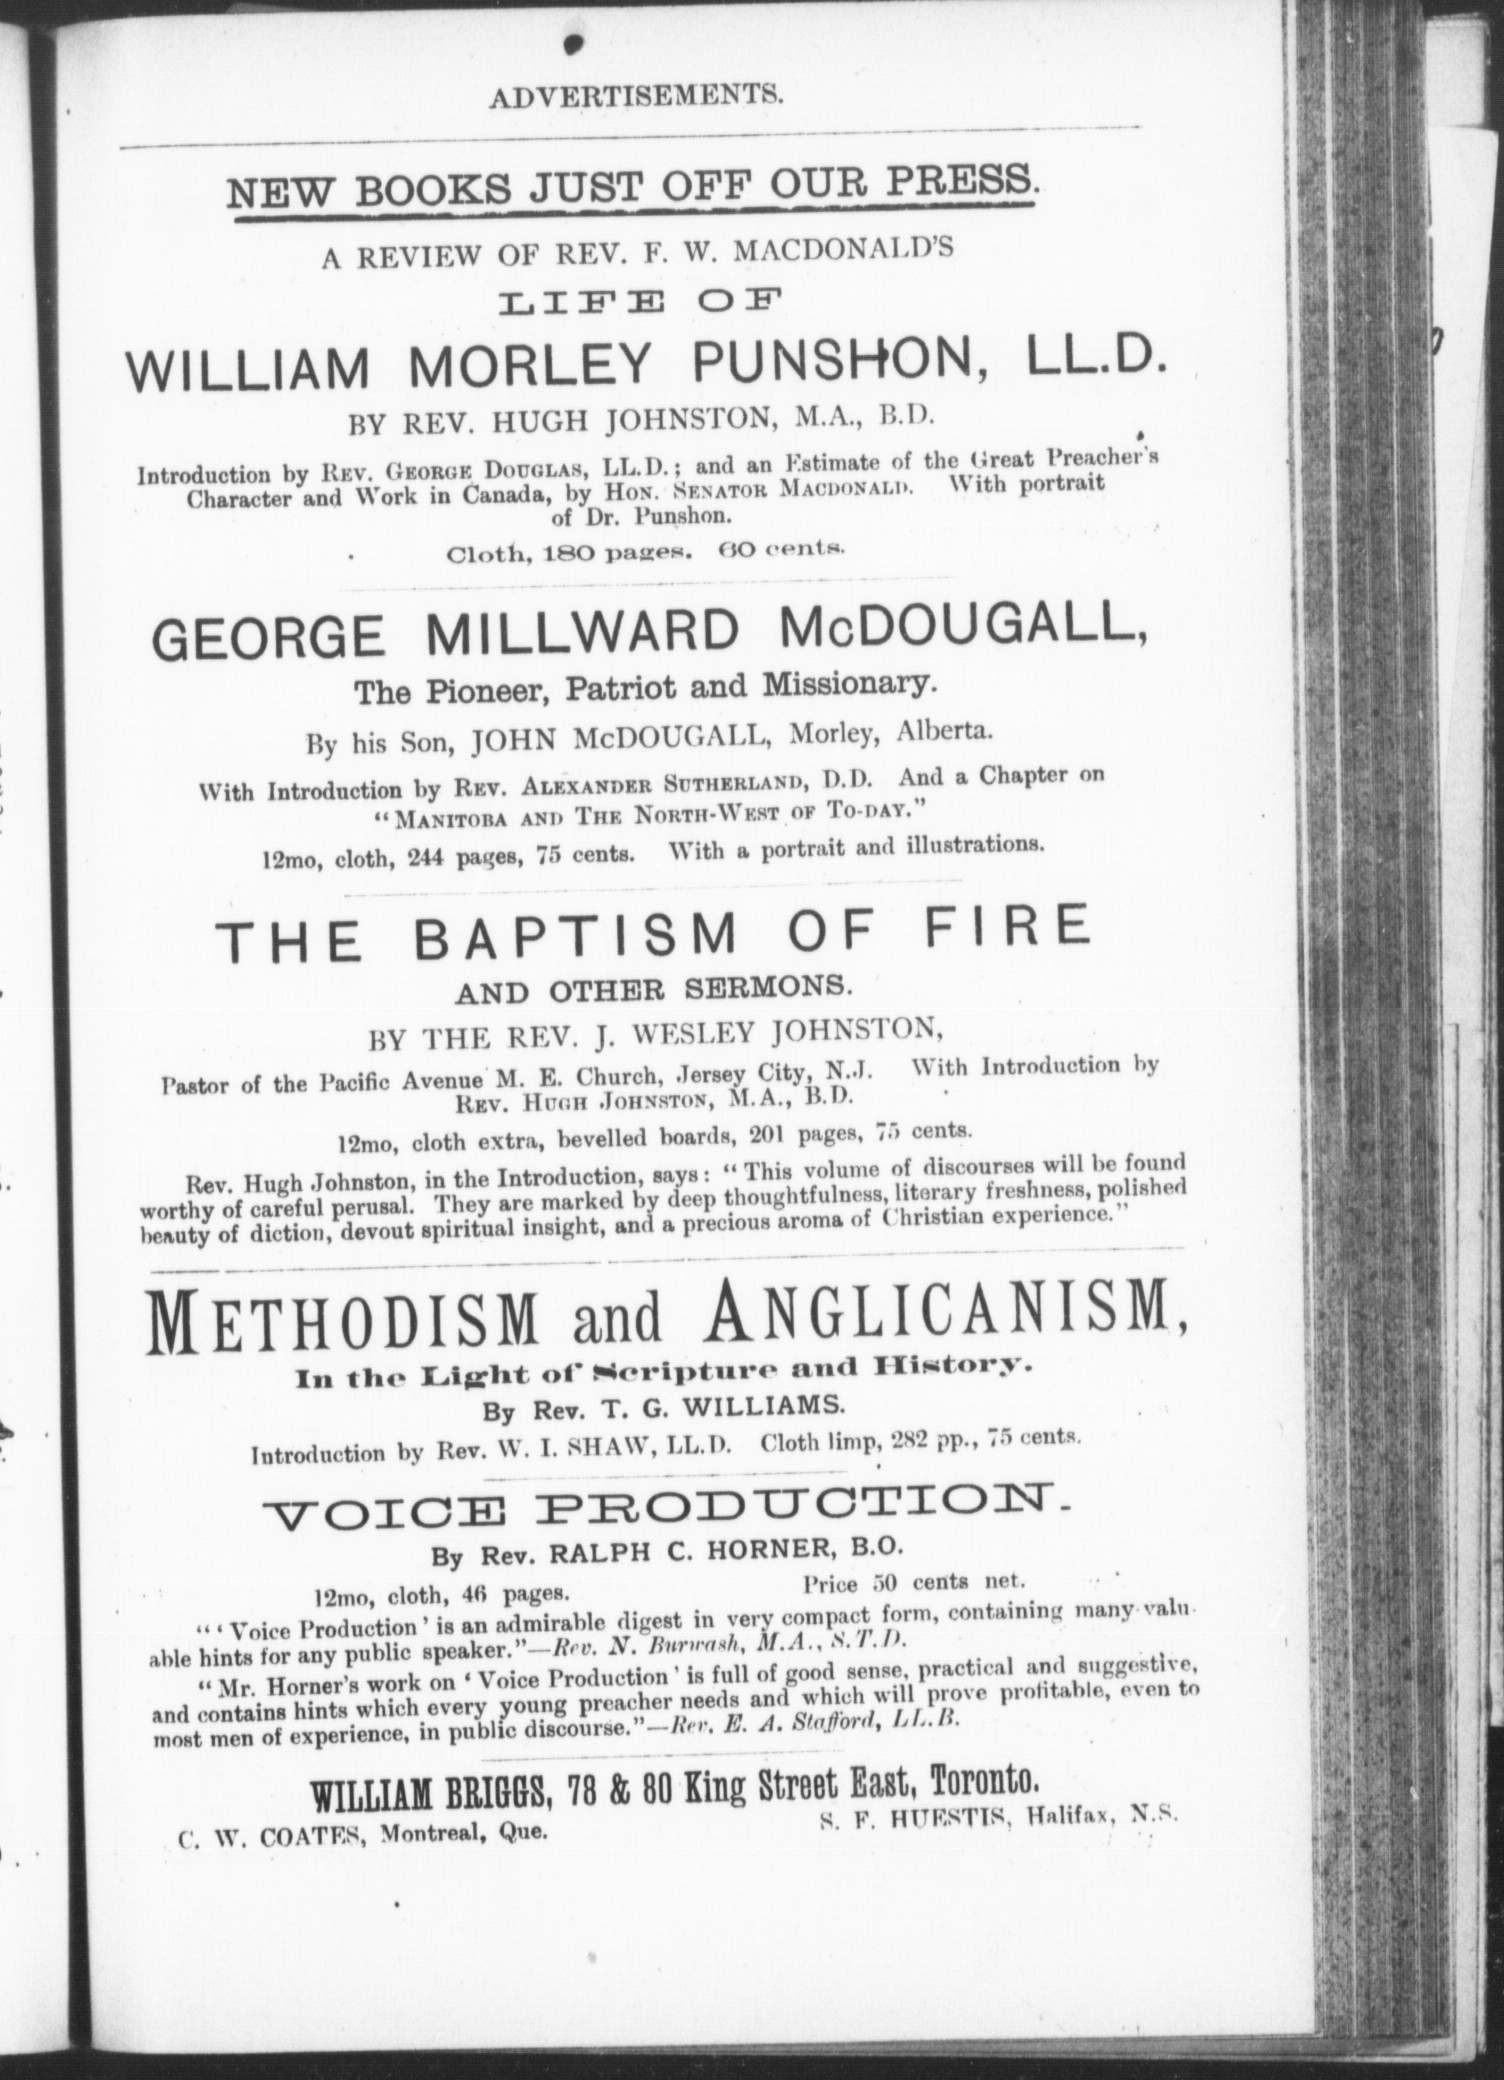 ADVERTISEMENTS.
NEW BOOKS JUST OFF OUR PRESS.
A REVIEW OF REV. F. W. MACDONALD'S
LIFE OF
WILLIAM MORLEY PUNSHON, LL.D.
BY REV. HUGH JOHNSTON, M.A., B.D.
Introduction by REV. GEORGE DOUGLAS, LL.D.; and an Estimate of the Great Preacher's
Character and Work in Canada, by HON. SENATOR MACDONALD. With portrait
of Dr. Punshon.
Cloth, 180 pages. 60 cents.
GEORGE MILLWARD McDOUGALL,
The Pioneer, Patriot and Missionary.
By his Son, JOHN McDOUGALL, Morley, Alberta.
With Introduction by REV. ALEXANDER SUTHERLAND, D.D. And a Chapter on
"MANITOBA AND THE NORTH-WEST OF TO-DAY."
12mo, cloth, 244 pages, 75 cents. With a portrait and illustrations.
THE BAPTISM OF FIRE
AND OTHER SERMONS.
BY THE REV. J. WESLEY JOHNSTON,
Pastor of the Pacific Avenue M. E. Church, Jersey City, N.J. With Introduction by
REV. HUGH JOHNSTON, M.A., B.D.
12mo, cloth extra, bevelled boards, 201 pages, 75 cents.
Rev. Hugh Johnston, in the Introduction, says: "This volume of discourses will be found
worthy of careful perusal. They are marked by deep thoughtfulness, literary freshness, polished
beauty of diction, devout spiritual insight, and a precious aroma of Christian experience."
METHODISM and ANGLICANISM,
In the Light of Scripture and History.
By Rev. T. G. WILLIAMS.
Introduction by Rev. W. I. SHAW, LL.D. Cloth limp, 282 pp., 75 cents.
VOICE PRODUCTION.
By Rev. RALPH C. HORNER, B.O.
12mo, cloth, 46 pages. Price 50 cents net.
"'Voice Production' is an admirable digest in very compact form, containing many valu-
able hints for any public speaker."—Rev. N. Burwash, M.A., S.T.D.
"Mr. Horner's work on 'Voice Production' is full of good sense, practical and suggestive,
and contains hints which every young preacher needs and which will prove profitable, even to
most men of experience, in public discourse."—Rev. E. A. Stafford, LL.B.
WILLIAM BRIGGS, 78 & 80 King Street East, Toronto.
C. W. COATES, Montreal, Que. S. F. HUESTIS, Halifax, N.S.